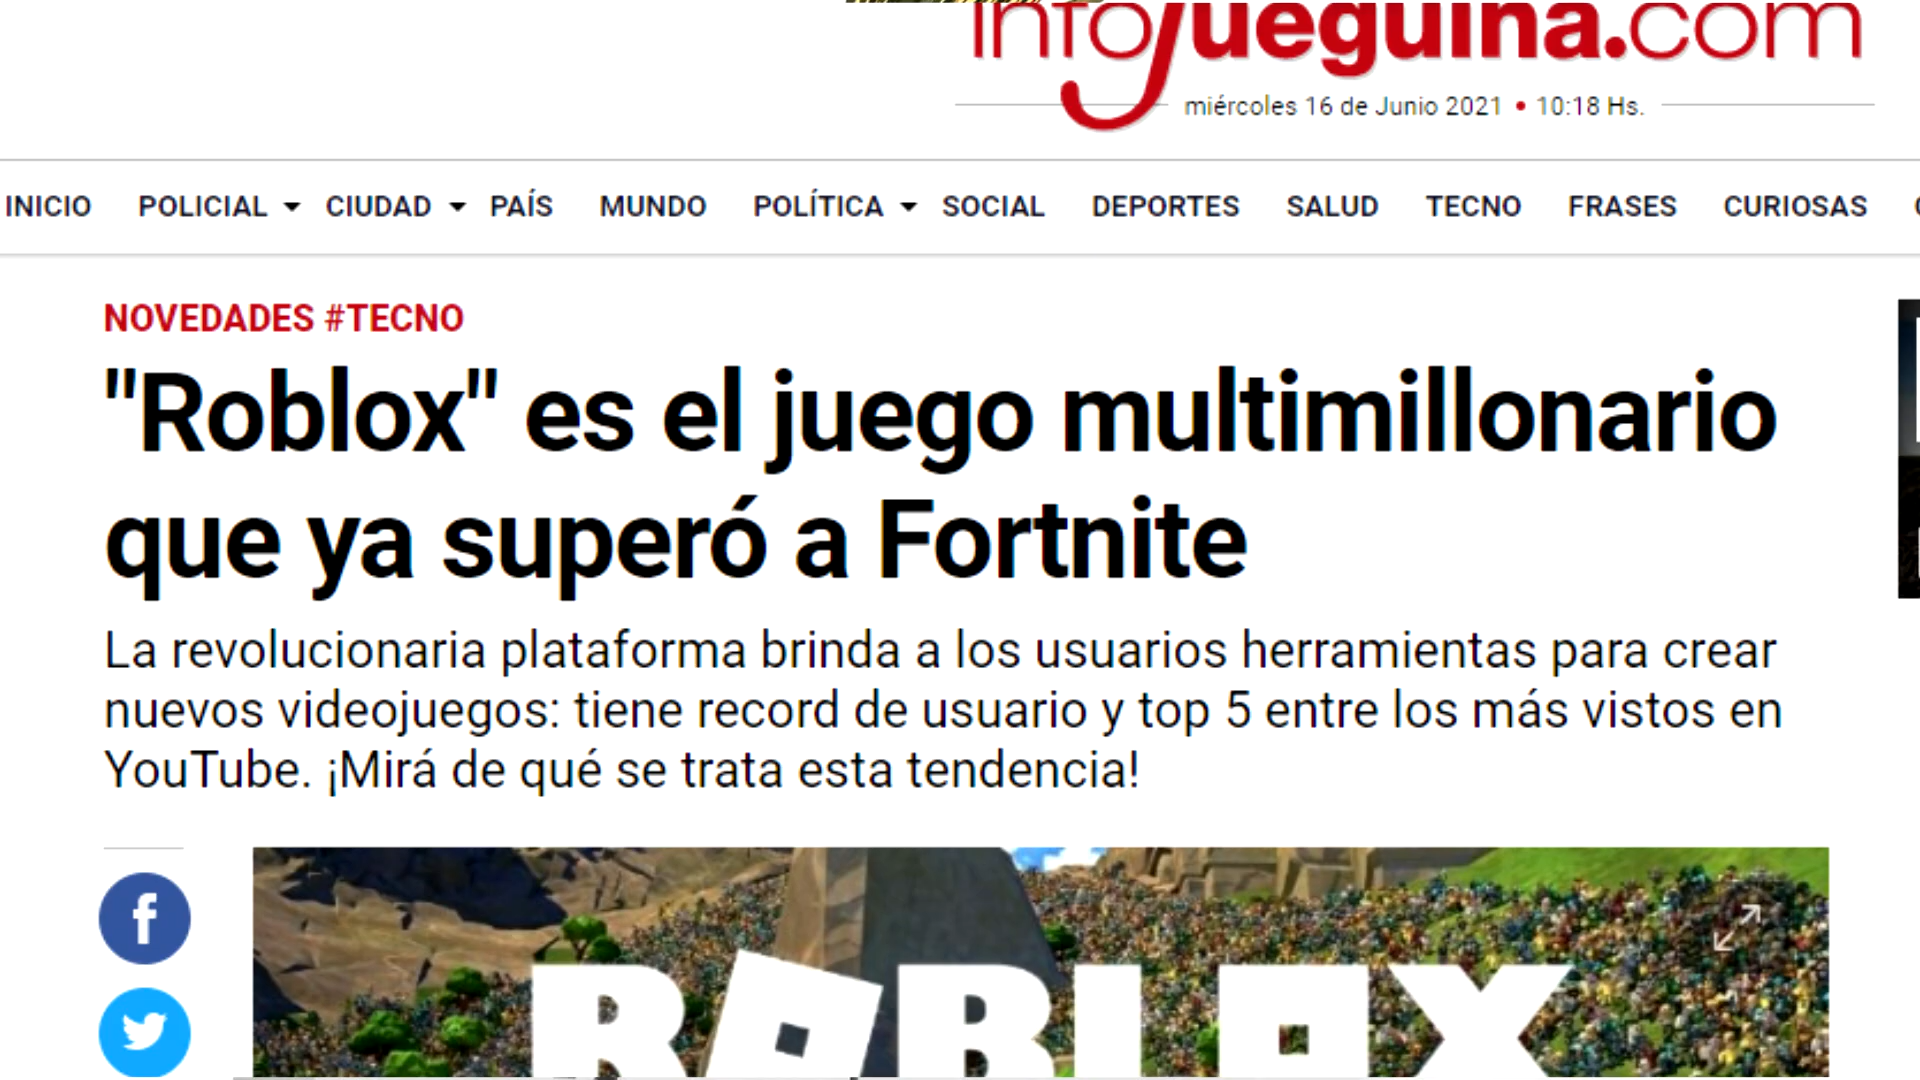 infojueguina.com
miércoles 16 de Junio 2021 • 10:18 Hs.
INICIO POLICIAL CIUDAD PAÍS MUNDO POLÍTICA SOCIAL DEPORTES SALUD TECNO FRASES CURIOSAS
NOVEDADES #TECNO
"Roblox" es el juego multimillonario
que ya superó a Fortnite
La revolucionaria plataforma brinda a los usuarios herramientas para crear
nuevos videojuegos: tiene record de usuario y top 5 entre los más vistos en
YouTube. ¡Mirá de qué se trata esta tendencia!
ROBLOX